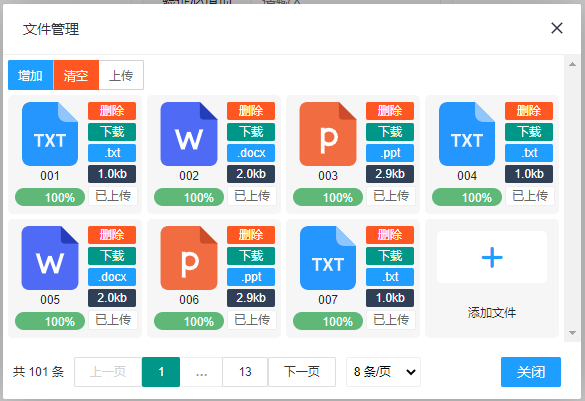 文件管理
增加 清空 上传
TXT 删除 下载 .txt 1.0kb 001 100% 已上传
W 删除 下载 .docx 2.0kb 002 100% 已上传
p 删除 下载 .ppt 2.9kb 003 100% 已上传
TXT 删除 下载 .txt 1.0kb 004 100% 已上传
W 删除 下载 .docx 2.0kb 005 100% 已上传
p 删除 下载 .ppt 2.9kb 006 100% 已上传
TXT 删除 下载 .txt 1.0kb 007 100% 已上传
添加文件
共 101 条 上一页 1 ... 13 下一页 8 条/页 关闭